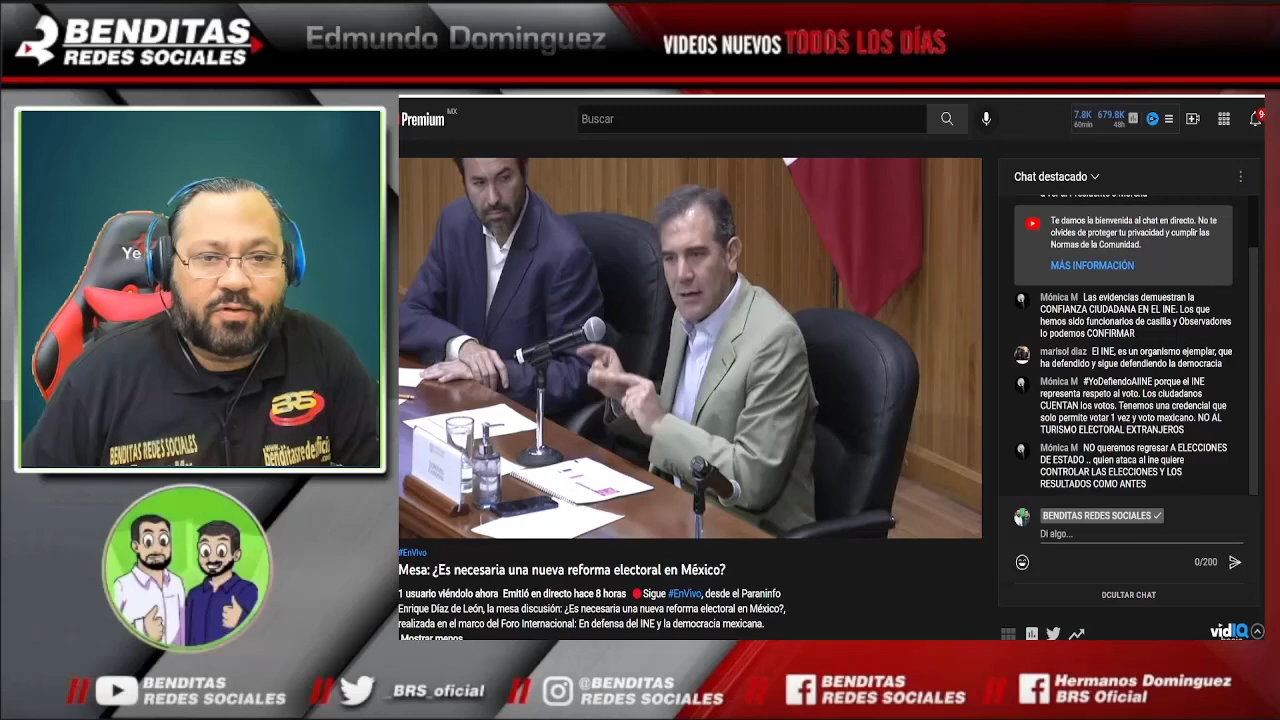 BENDITAS
REDES SOCIALES
Edmundo Dominguez
VIDEOS NUEVOS TODOS LOS DÍAS
Premium MX
Buscar
7.8K 679.8K
60min 48h
9+
Chat destacado
Te damos la bienvenida al chat en directo. No te
olvides de proteger tu privacidad y cumplir las
Normas de la Comunidad.
MÁS INFORMACIÓN
Mónica M Las evidencias demuestran la
CONFIANZA CIUDADANA EN EL INE. Los que
hemos sido funcionarios de casilla y Observadores
lo podemos CONFIRMAR
marisol diaz El INE, es un organismo ejemplar, que
ha defendido y sigue defendiendo la democracia
Mónica M #YoDefiendoAlINE porque el INE
representa respeto al voto. Los ciudadanos
CUENTAN los votos. Tenemos una credencial que
solo permite votar 1 vez y voto mexicano. NO AL
TURISMO ELECTORAL EXTRANJEROS
Mónica M NO queremos regresar A ELECCIONES
DE ESTADO .. quien ataca al ine quiere
CONTROLAR LAS ELECCIONES Y LOS
RESULTADOS COMO ANTES
BENDITAS REDES SOCIALES
Di algo...
0/200
OCULTAR CHAT
vidIQ
Ye
BRS
BENDITAS REDES SOCIALES
#EnVivo
Mesa: ¿Es necesaria una nueva reforma electoral en México?
1 usuario viéndolo ahora Emitió en directo hace 8 horas Sigue #EnVivo, desde el Paraninfo
Enrique Díaz de León, la mesa discusión: ¿Es necesaria una nueva reforma electoral en México?,
realizada en el marco del Foro Internacional: En defensa del INE y la democracia mexicana.
Mostrar menos
BENDITAS
REDES SOCIALES
_BRS_oficial
@BENDITAS
REDES SOCIALES
BENDITAS
REDES SOCIALES
Hermanos Dominguez
BRS Oficial